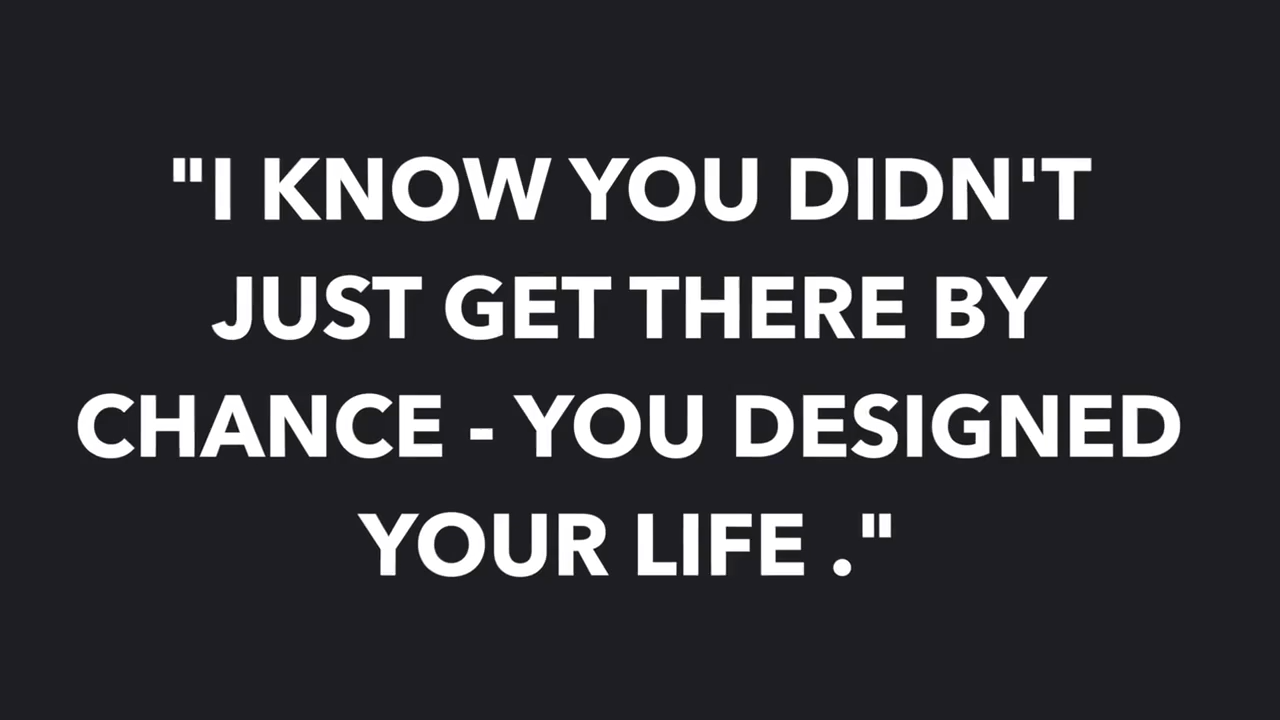 "I KNOW YOU DIDN'T
JUST GET THERE BY
CHANCE - YOU DESIGNED
YOUR LIFE ."